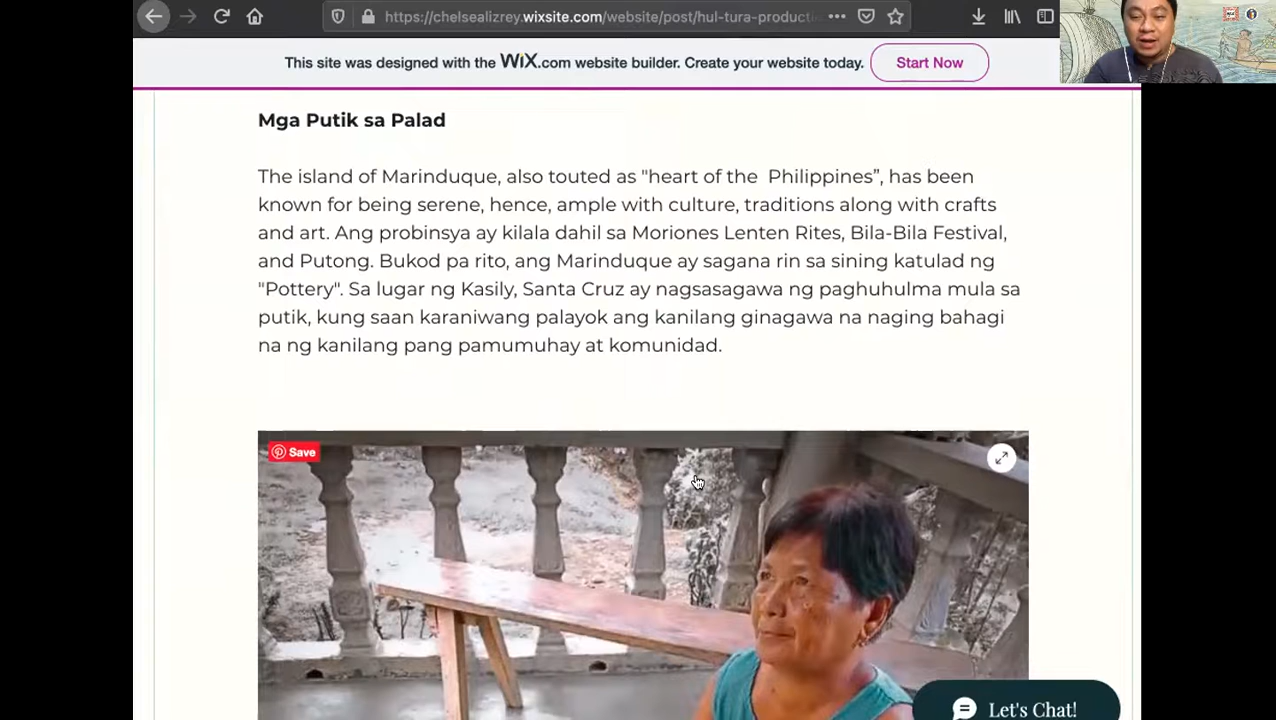 https://chelsealizrey.wixsite.com/website/post/hul-tura-producti
This site was designed with the WiX.com website builder. Create your website today.
Start Now
Mga Putik sa Palad
The island of Marinduque, also touted as "heart of the Philippines”, has been
known for being serene, hence, ample with culture, traditions along with crafts
and art. Ang probinsya ay kilala dahil sa Moriones Lenten Rites, Bila-Bila Festival,
and Putong. Bukod pa rito, ang Marinduque ay sagana rin sa sining katulad ng
"Pottery". Sa lugar ng Kasily, Santa Cruz ay nagsasagawa ng paghuhulma mula sa
putik, kung saan karaniwang palayok ang kanilang ginagawa na naging bahagi
na ng kanilang pang pamumuhay at komunidad.
Save
Let's Chat!